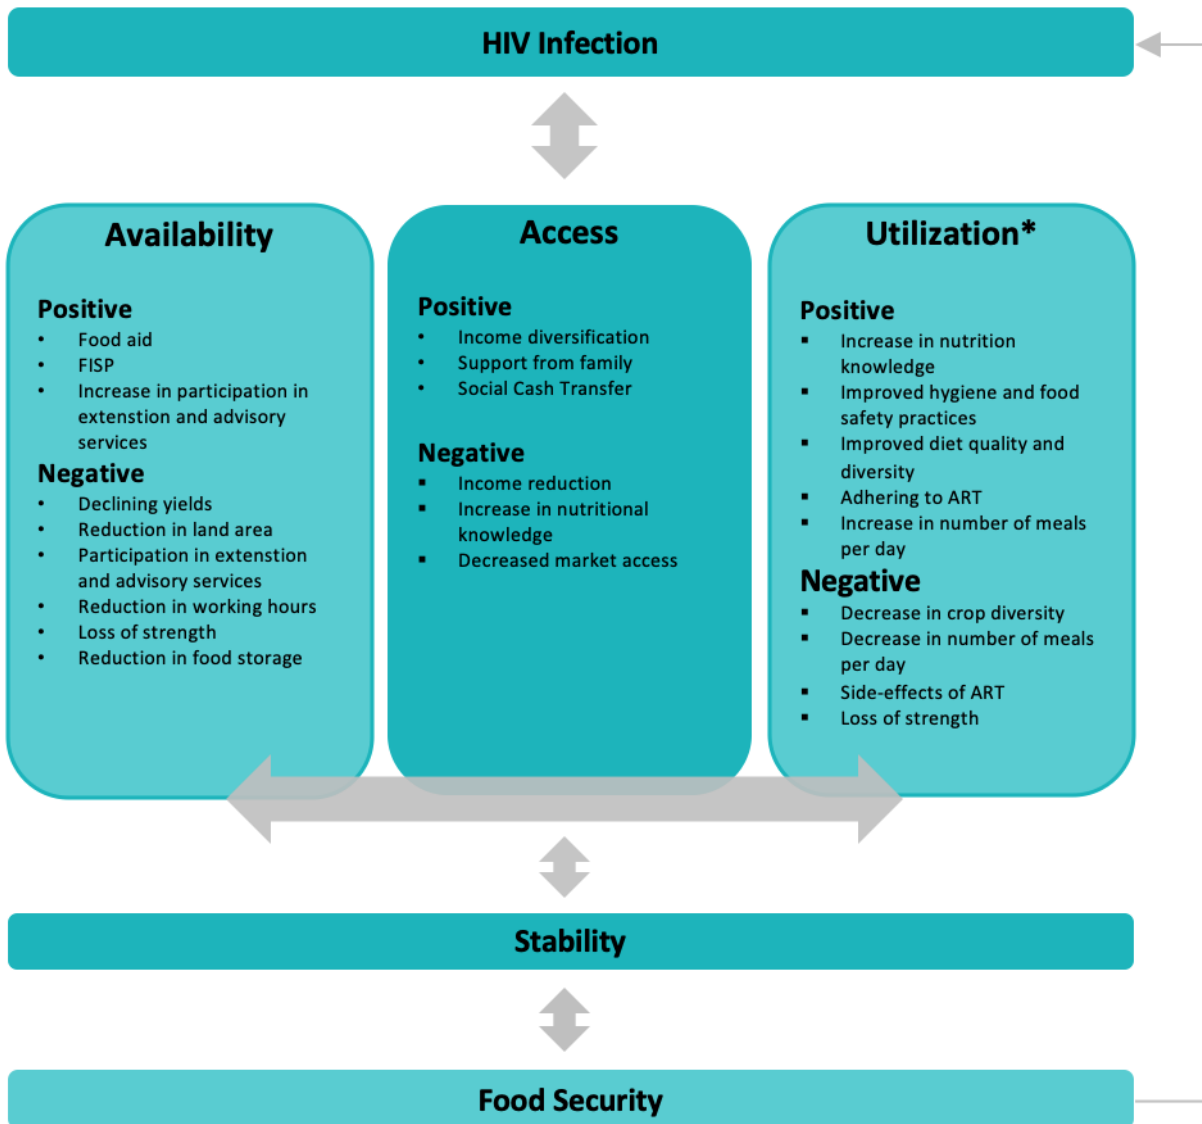 HIV Infection
Availability
Positive
• Food aid
• FISP
• Increase in participation in
extenstion and advisory
services
Negative
• Declining yields
• Reduction in land area
• Participation in extenstion
and advisory services
• Reduction in working hours
• Loss of strength
• Reduction in food storage
Access
Positive
• Income diversification
• Support from family
• Social Cash Transfer
Negative
▪ Income reduction
▪ Increase in nutritional
knowledge
▪ Decreased market access
Utilization*
Positive
▪ Increase in nutrition
knowledge
▪ Improved hygiene and food
safety practices
▪ Improved diet quality and
diversity
▪ Adhering to ART
▪ Increase in number of meals
per day
Negative
▪ Decrease in crop diversity
▪ Decrease in number of meals
per day
▪ Side-effects of ART
▪ Loss of strength
Stability
Food Security